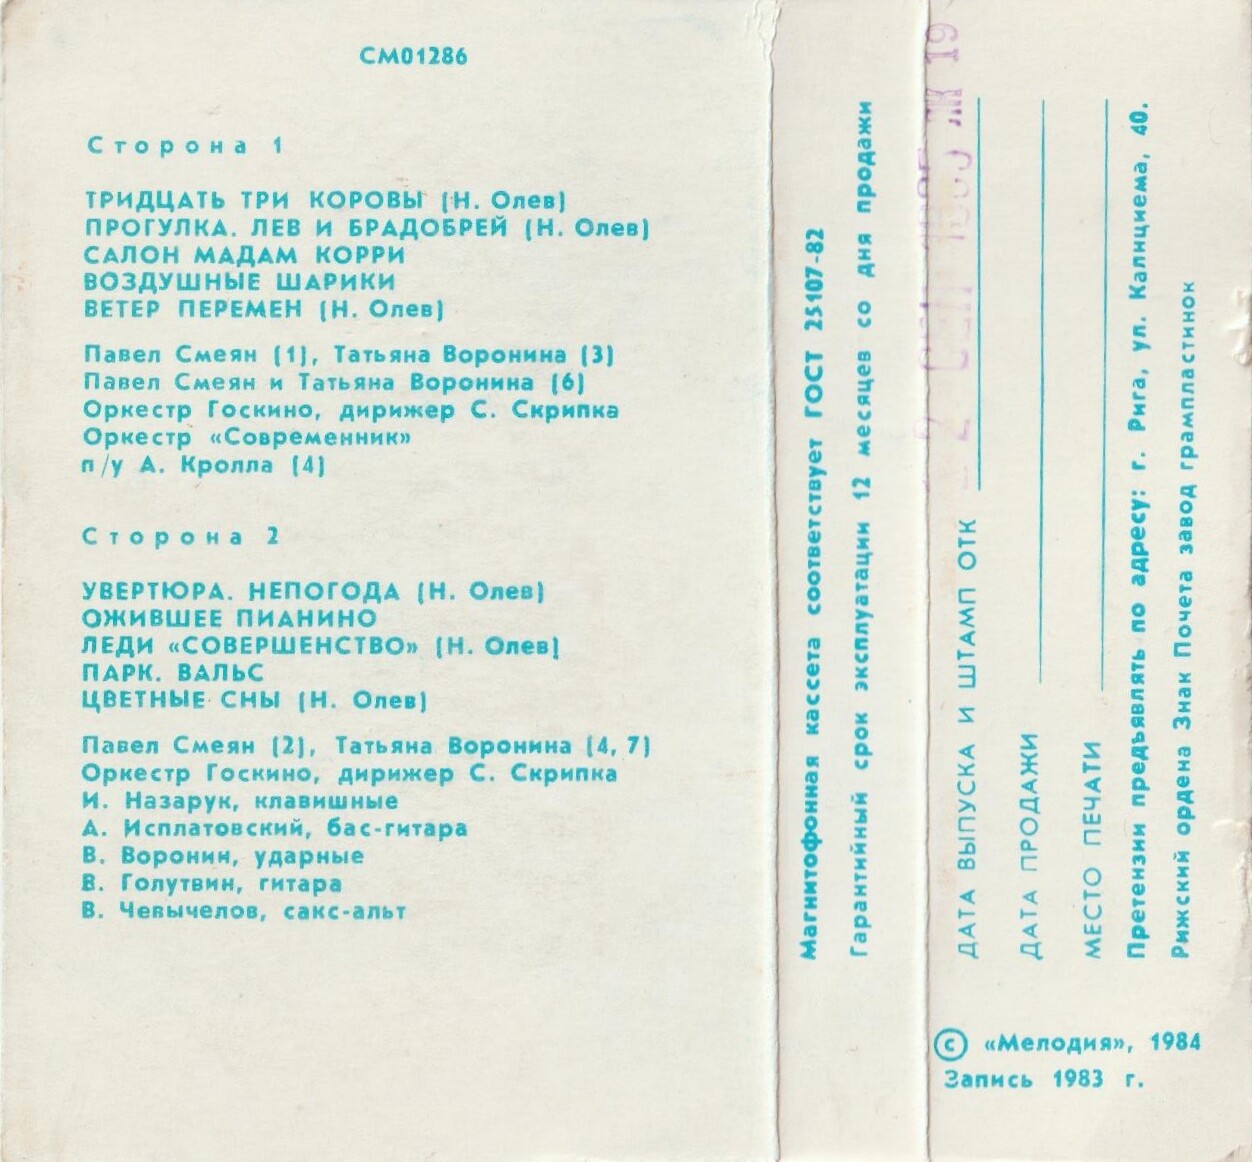 СМ01286
Сторона 1
ТРИДЦАТЬ ТРИ КОРОВЫ (Н. Олев)
ПРОГУЛКА. ЛЕВ И БРАДОБРЕЙ (Н. Олев)
САЛОН МАДАМ КОРРИ
ВОЗДУШНЫЕ ШАРИКИ
ВЕТЕР ПЕРЕМЕН (Н. Олев)
Павел Смеян (1), Татьяна Воронина (3)
Павел Смеян и Татьяна Воронина (6)
Оркестр Госкино, дирижер С. Скрипка
Оркестр «Современник»
п/у А. Кролла (4)
Сторона 2
УВЕРТЮРА. НЕПОГОДА (Н. Олев)
ОЖИВШЕЕ ПИАНИНО
ЛЕДИ «СОВЕРШЕНСТВО» (Н. Олев)
ПАРК. ВАЛЬС
ЦВЕТНЫЕ СНЫ (Н. Олев)
Павел Смеян (2), Татьяна Воронина (4, 7)
Оркестр Госкино, дирижер С. Скрипка
И. Назарук, клавишные
А. Исплатовский, бас-гитара
В. Воронин, ударные
В. Голутвин, гитара
В. Чевычелов, сакс-альт
Магнитофонная кассета соответствует ГОСТ 25107-82
Гарантийный срок эксплуатации 12 месяцев со дня продажи
ДАТА ВЫПУСКА И ШТАМП ОТК
ДАТА ПРОДАЖИ
МЕСТО ПЕЧАТИ
Претензии предъявлять по адресу: г. Рига, ул. Калнциема, 40.
Рижский ордена Знак Почета завод грампластинок
© «Мелодия», 1984
Запись 1983 г.